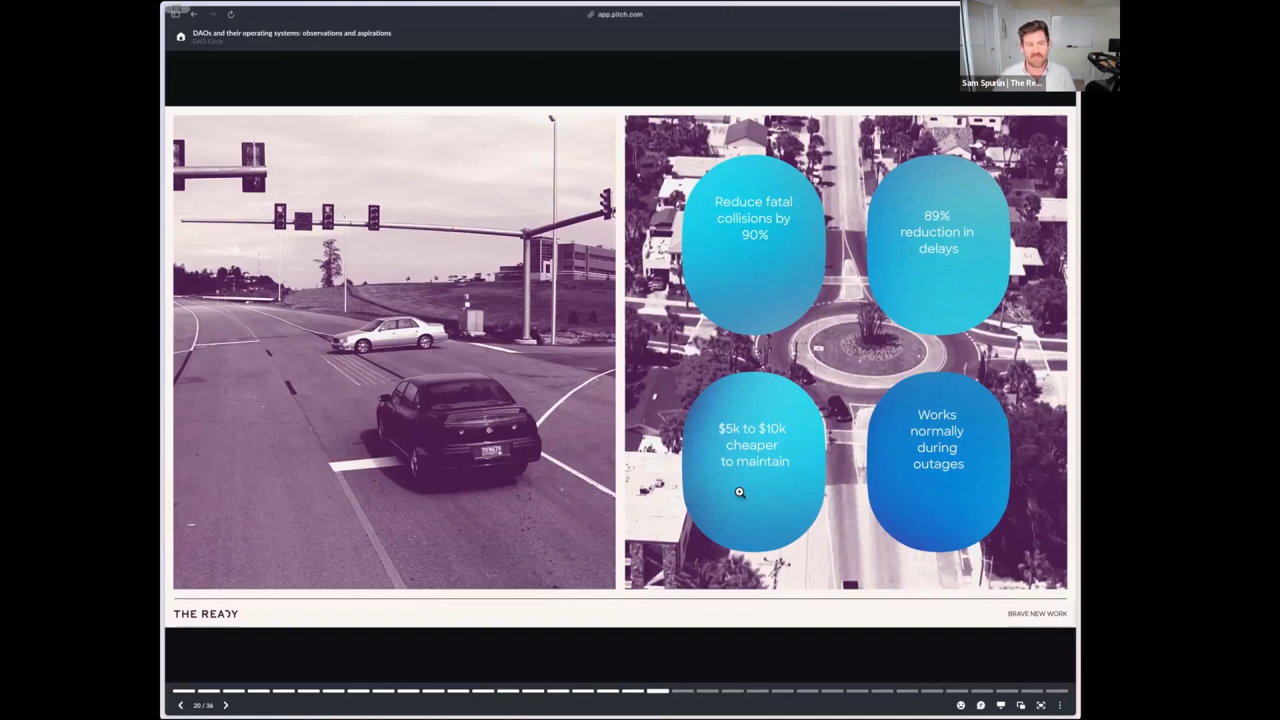 app.pitch.com
DAOs and their operating systems: observations and aspirations
DAO Circle
Sam Spurlin | The Re...
Reduce fatal
collisions by
90%
89%
reduction in
delays
$5k to $10k
cheaper
to maintain
Works
normally
during
outages
THE READY
BRAVE NEW WORK
20 / 36